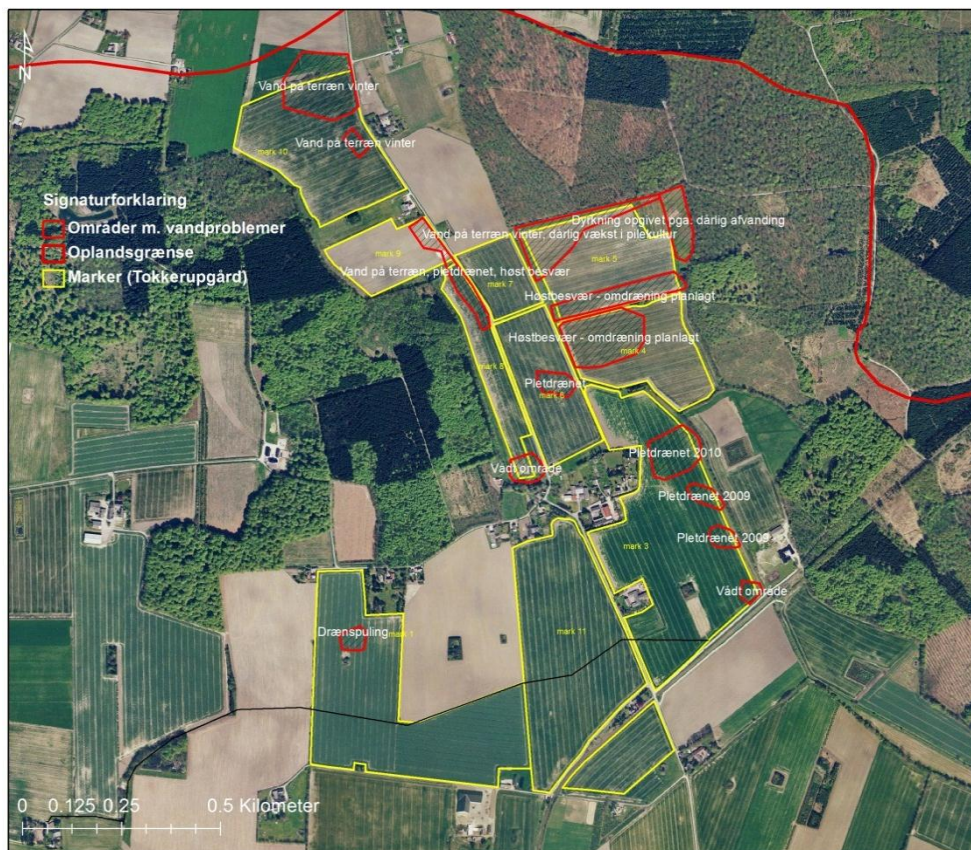 N
Vand på terræn vinter
Vand på terræn vinter
mark 10
Signaturforklaring
Områder m. vandproblemer
Oplandsgrænse
Marker (Tokkerupgård)
Dyrkning opgivet pga. dårlig afvanding
Vand på terræn vinter, dårlig vækst i pilekultur
mark 9
mark 5
Vand på terræn, pletdrænet, høst besvær
mark 7
Høstbesvær - omdræning planlagt
Høstbesvær - omdræning planlagt
mark 4
mark 8
Pletdrænet
mark 6
Pletdrænet 2010
Vådt område
Pletdrænet 2009
Pletdrænet 2009
mark 3
Vådt område
Drænspuling
mark 1
mark 11
0 0.125 0.25 0.5 Kilometer